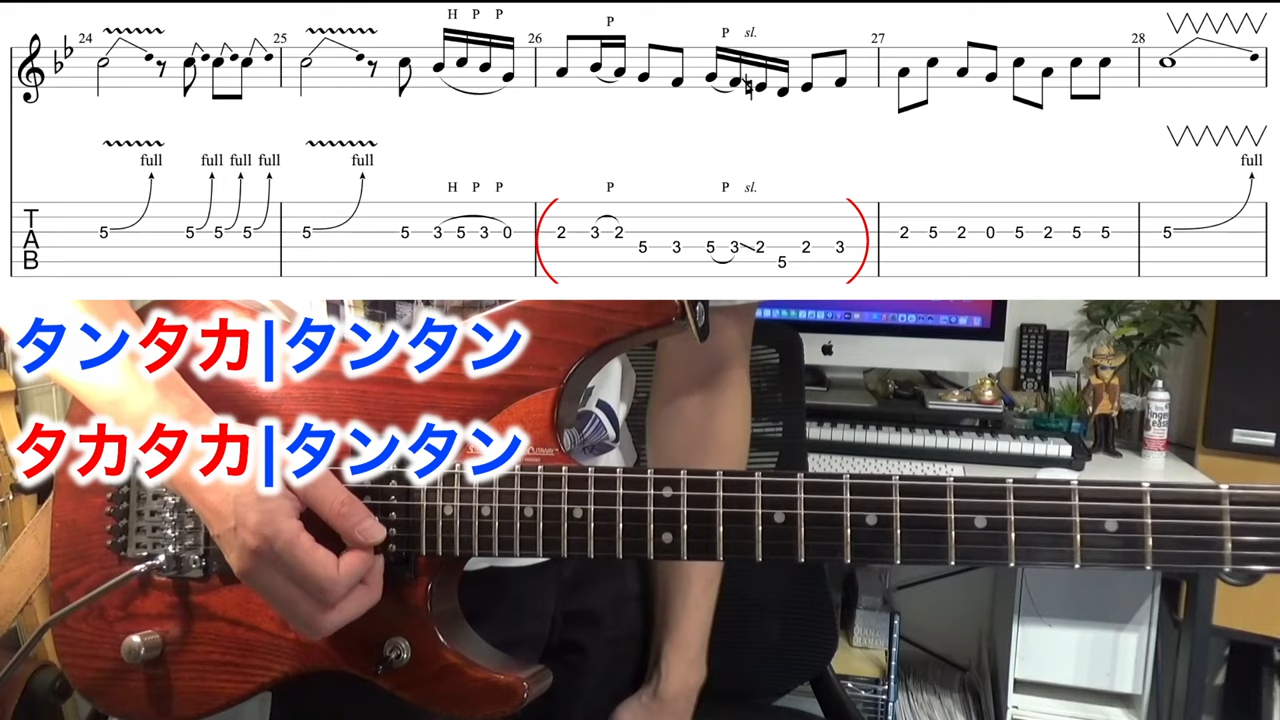 H P P P P sl.
24 25 26 27 28
full full full full full full
H P P P P sl.
T 5 5 5 5 5 5 3 5 3 0 2 3 2 2 5 2 0 5 2 5 5 5
A 5 3 5 3 2 2 3
B 5
タンタカ|タンタン
タカタカ|タンタン